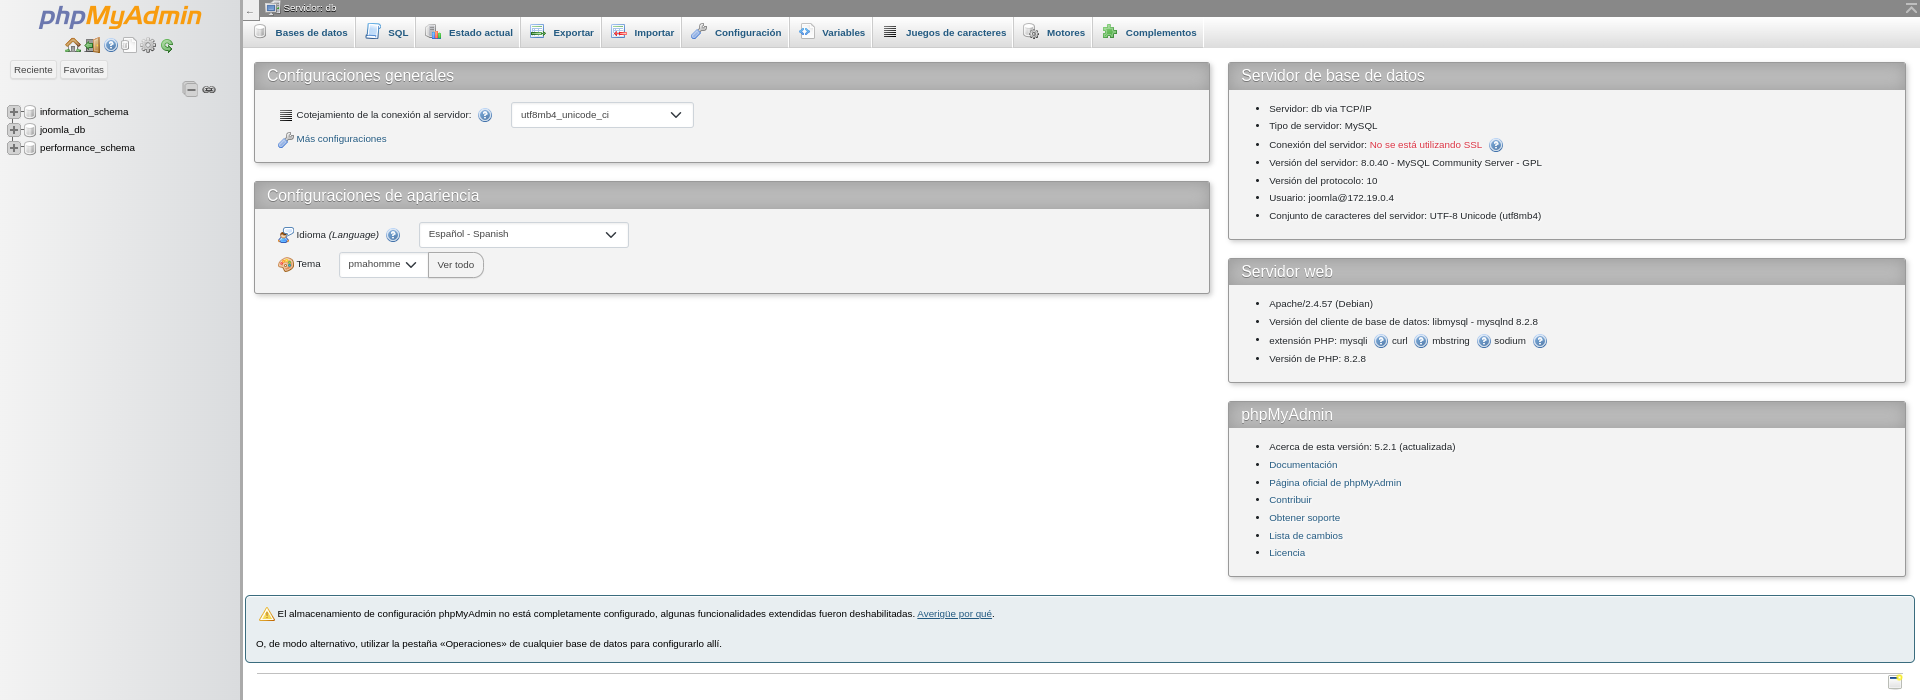 phpMyAdmin
Reciente Favoritas
information_schema
joomla_db
performance_schema
Servidor: db
Bases de datos SQL Estado actual Exportar Importar Configuración Variables Juegos de caracteres Motores Complementos
Configuraciones generales
Cotejamiento de la conexión al servidor: utf8mb4_unicode_ci
Más configuraciones
Configuraciones de apariencia
Idioma (Language) Español - Spanish
Tema pmahomme Ver todo
Servidor de base de datos
Servidor: db via TCP/IP
Tipo de servidor: MySQL
Conexión del servidor: No se está utilizando SSL
Versión del servidor: 8.0.40 - MySQL Community Server - GPL
Versión del protocolo: 10
Usuario: joomla@172.19.0.4
Conjunto de caracteres del servidor: UTF-8 Unicode (utf8mb4)
Servidor web
Apache/2.4.57 (Debian)
Versión del cliente de base de datos: libmysql - mysqlnd 8.2.8
extensión PHP: mysqli curl mbstring sodium
Versión de PHP: 8.2.8
phpMyAdmin
Acerca de esta versión: 5.2.1 (actualizada)
Documentación
Página oficial de phpMyAdmin
Contribuir
Obtener soporte
Lista de cambios
Licencia
El almacenamiento de configuración phpMyAdmin no está completamente configurado, algunas funcionalidades extendidas fueron deshabilitadas. Averigüe por qué.
O, de modo alternativo, utilizar la pestaña «Operaciones» de cualquier base de datos para configurarlo allí.